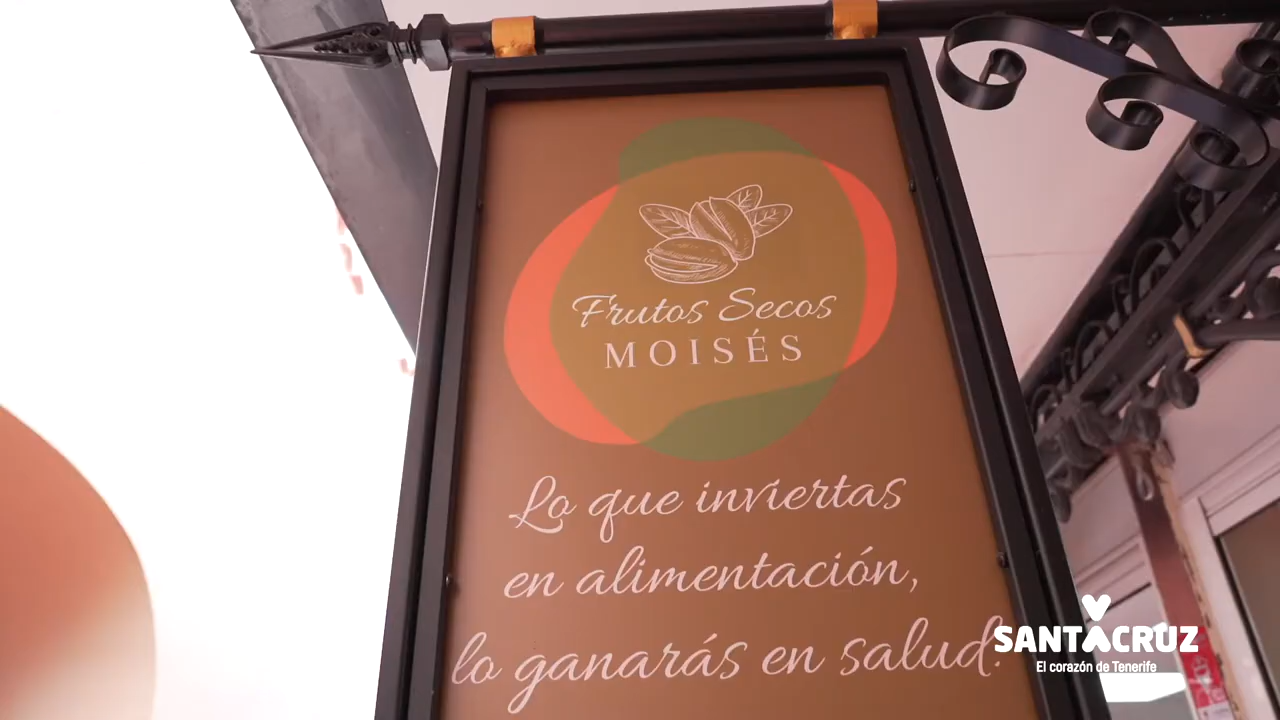 Frutos Secos
MOISÉS
Lo que inviertas
en alimentación,
lo ganarás en salud.
SANTACRUZ
El corazón de Tenerife